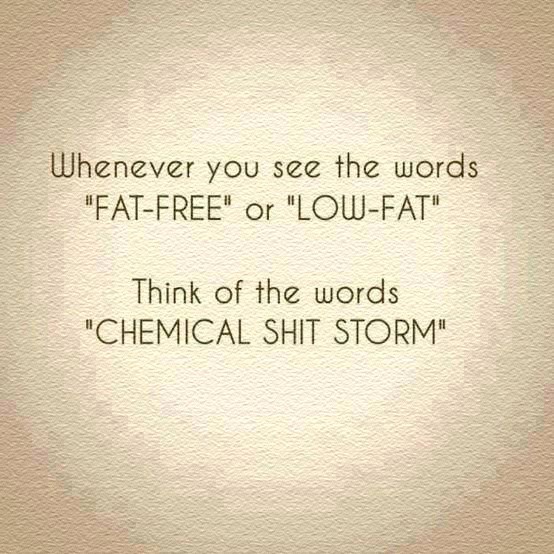 Whenever you see the words
"FAT-FREE" or "LOW-FAT"
Think of the words
"CHEMICAL SHIT STORM"